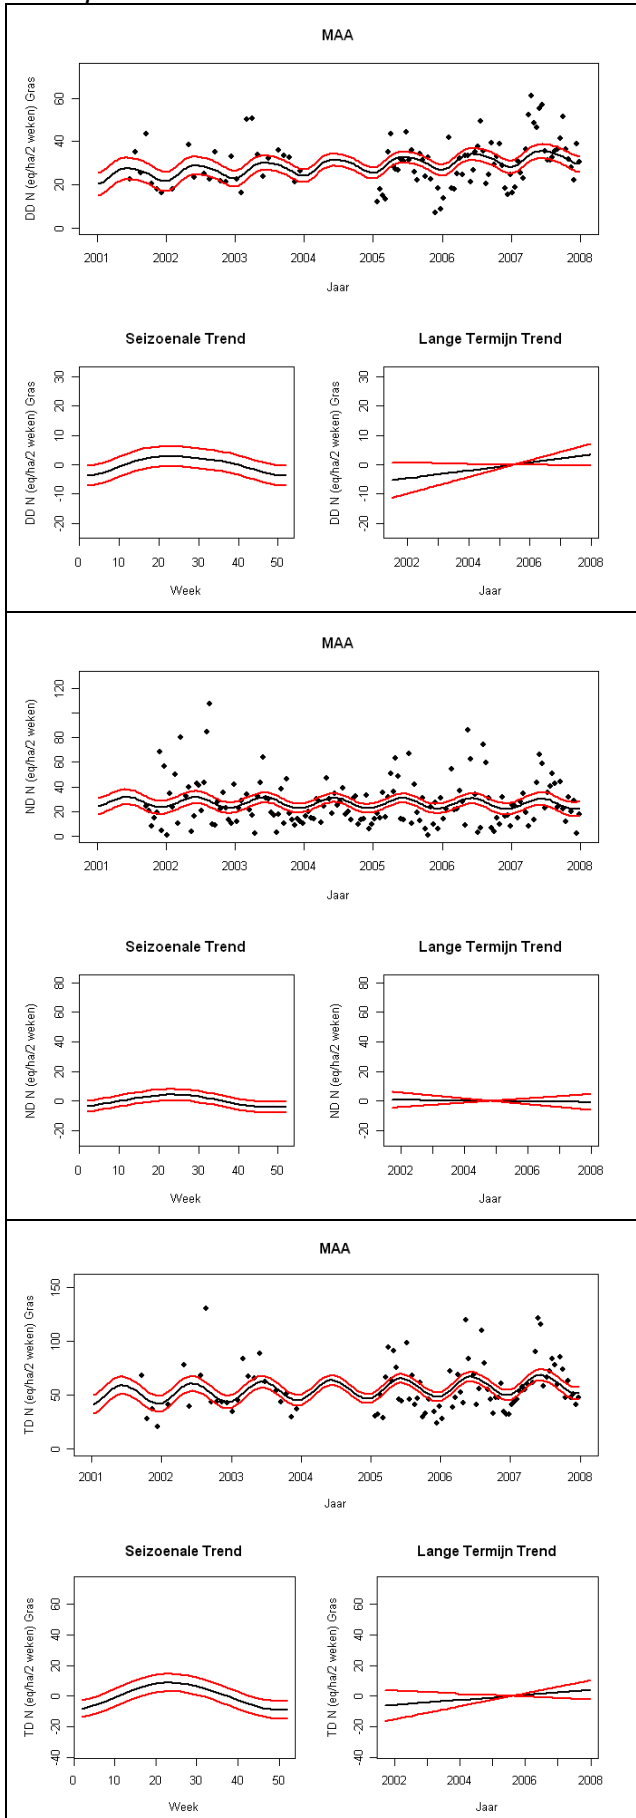 MAA
DD N (eq/ha/2 weken) Gras
0 20 40 60
2001 2002 2003 2004 2005 2006 2007 2008
Jaar
Seizoenale Trend
DD N (eq/ha/2 weken) Gras
-20 -10 0 10 20 30
0 10 20 30 40 50
Week
Lange Termijn Trend
DD N (eq/ha/2 weken) Gras
-20 -10 0 10 20 30
2002 2004 2006 2008
Jaar
MAA
ND N (eq/ha/2 weken)
0 20 40 60 80 120
2001 2002 2003 2004 2005 2006 2007 2008
Jaar
Seizoenale Trend
ND N (eq/ha/2 weken)
-20 0 20 40 60 80
0 10 20 30 40 50
Week
Lange Termijn Trend
ND N (eq/ha/2 weken)
-20 0 20 40 60 80
2002 2004 2006 2008
Jaar
MAA
TD N (eq/ha/2 weken) Gras
0 50 100 150
2001 2002 2003 2004 2005 2006 2007 2008
Jaar
Seizoenale Trend
TD N (eq/ha/2 weken) Gras
-40 -20 0 20 40 60
0 10 20 30 40 50
Week
Lange Termijn Trend
TD N (eq/ha/2 weken) Gras
-40 -20 0 20 40 60
2002 2004 2006 2008
Jaar